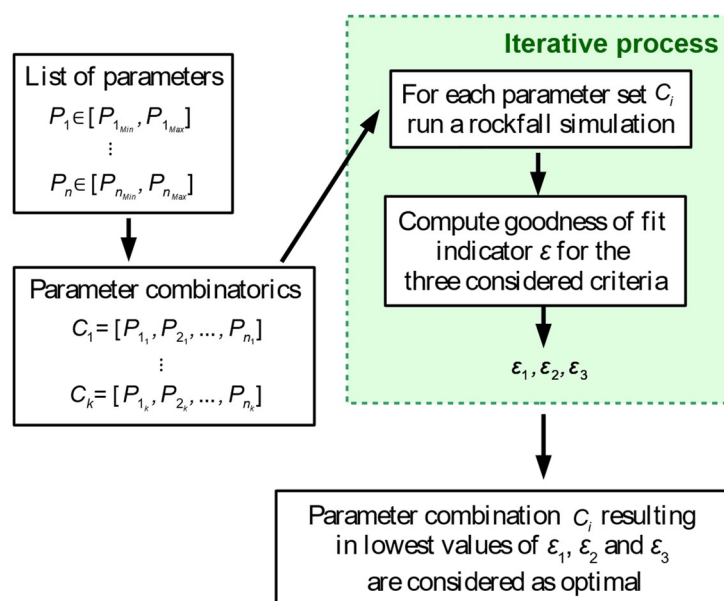 List of parameters
P₁∈[P₁Min, P₁Max]
⋮
Pₙ∈[PₙMin, PₙMax]
Parameter combinatorics
C₁=[P₁₁, P₂₁, ..., Pₙ₁]
⋮
Cₖ=[P₁ₖ, P₂ₖ, ..., Pₙₖ]
Iterative process
For each parameter set Cᵢ
run a rockfall simulation
Compute goodness of fit
indicator ε for the
three considered criteria
ε₁, ε₂, ε₃
Parameter combination Cᵢ resulting
in lowest values of ε₁, ε₂ and ε₃
are considered as optimal